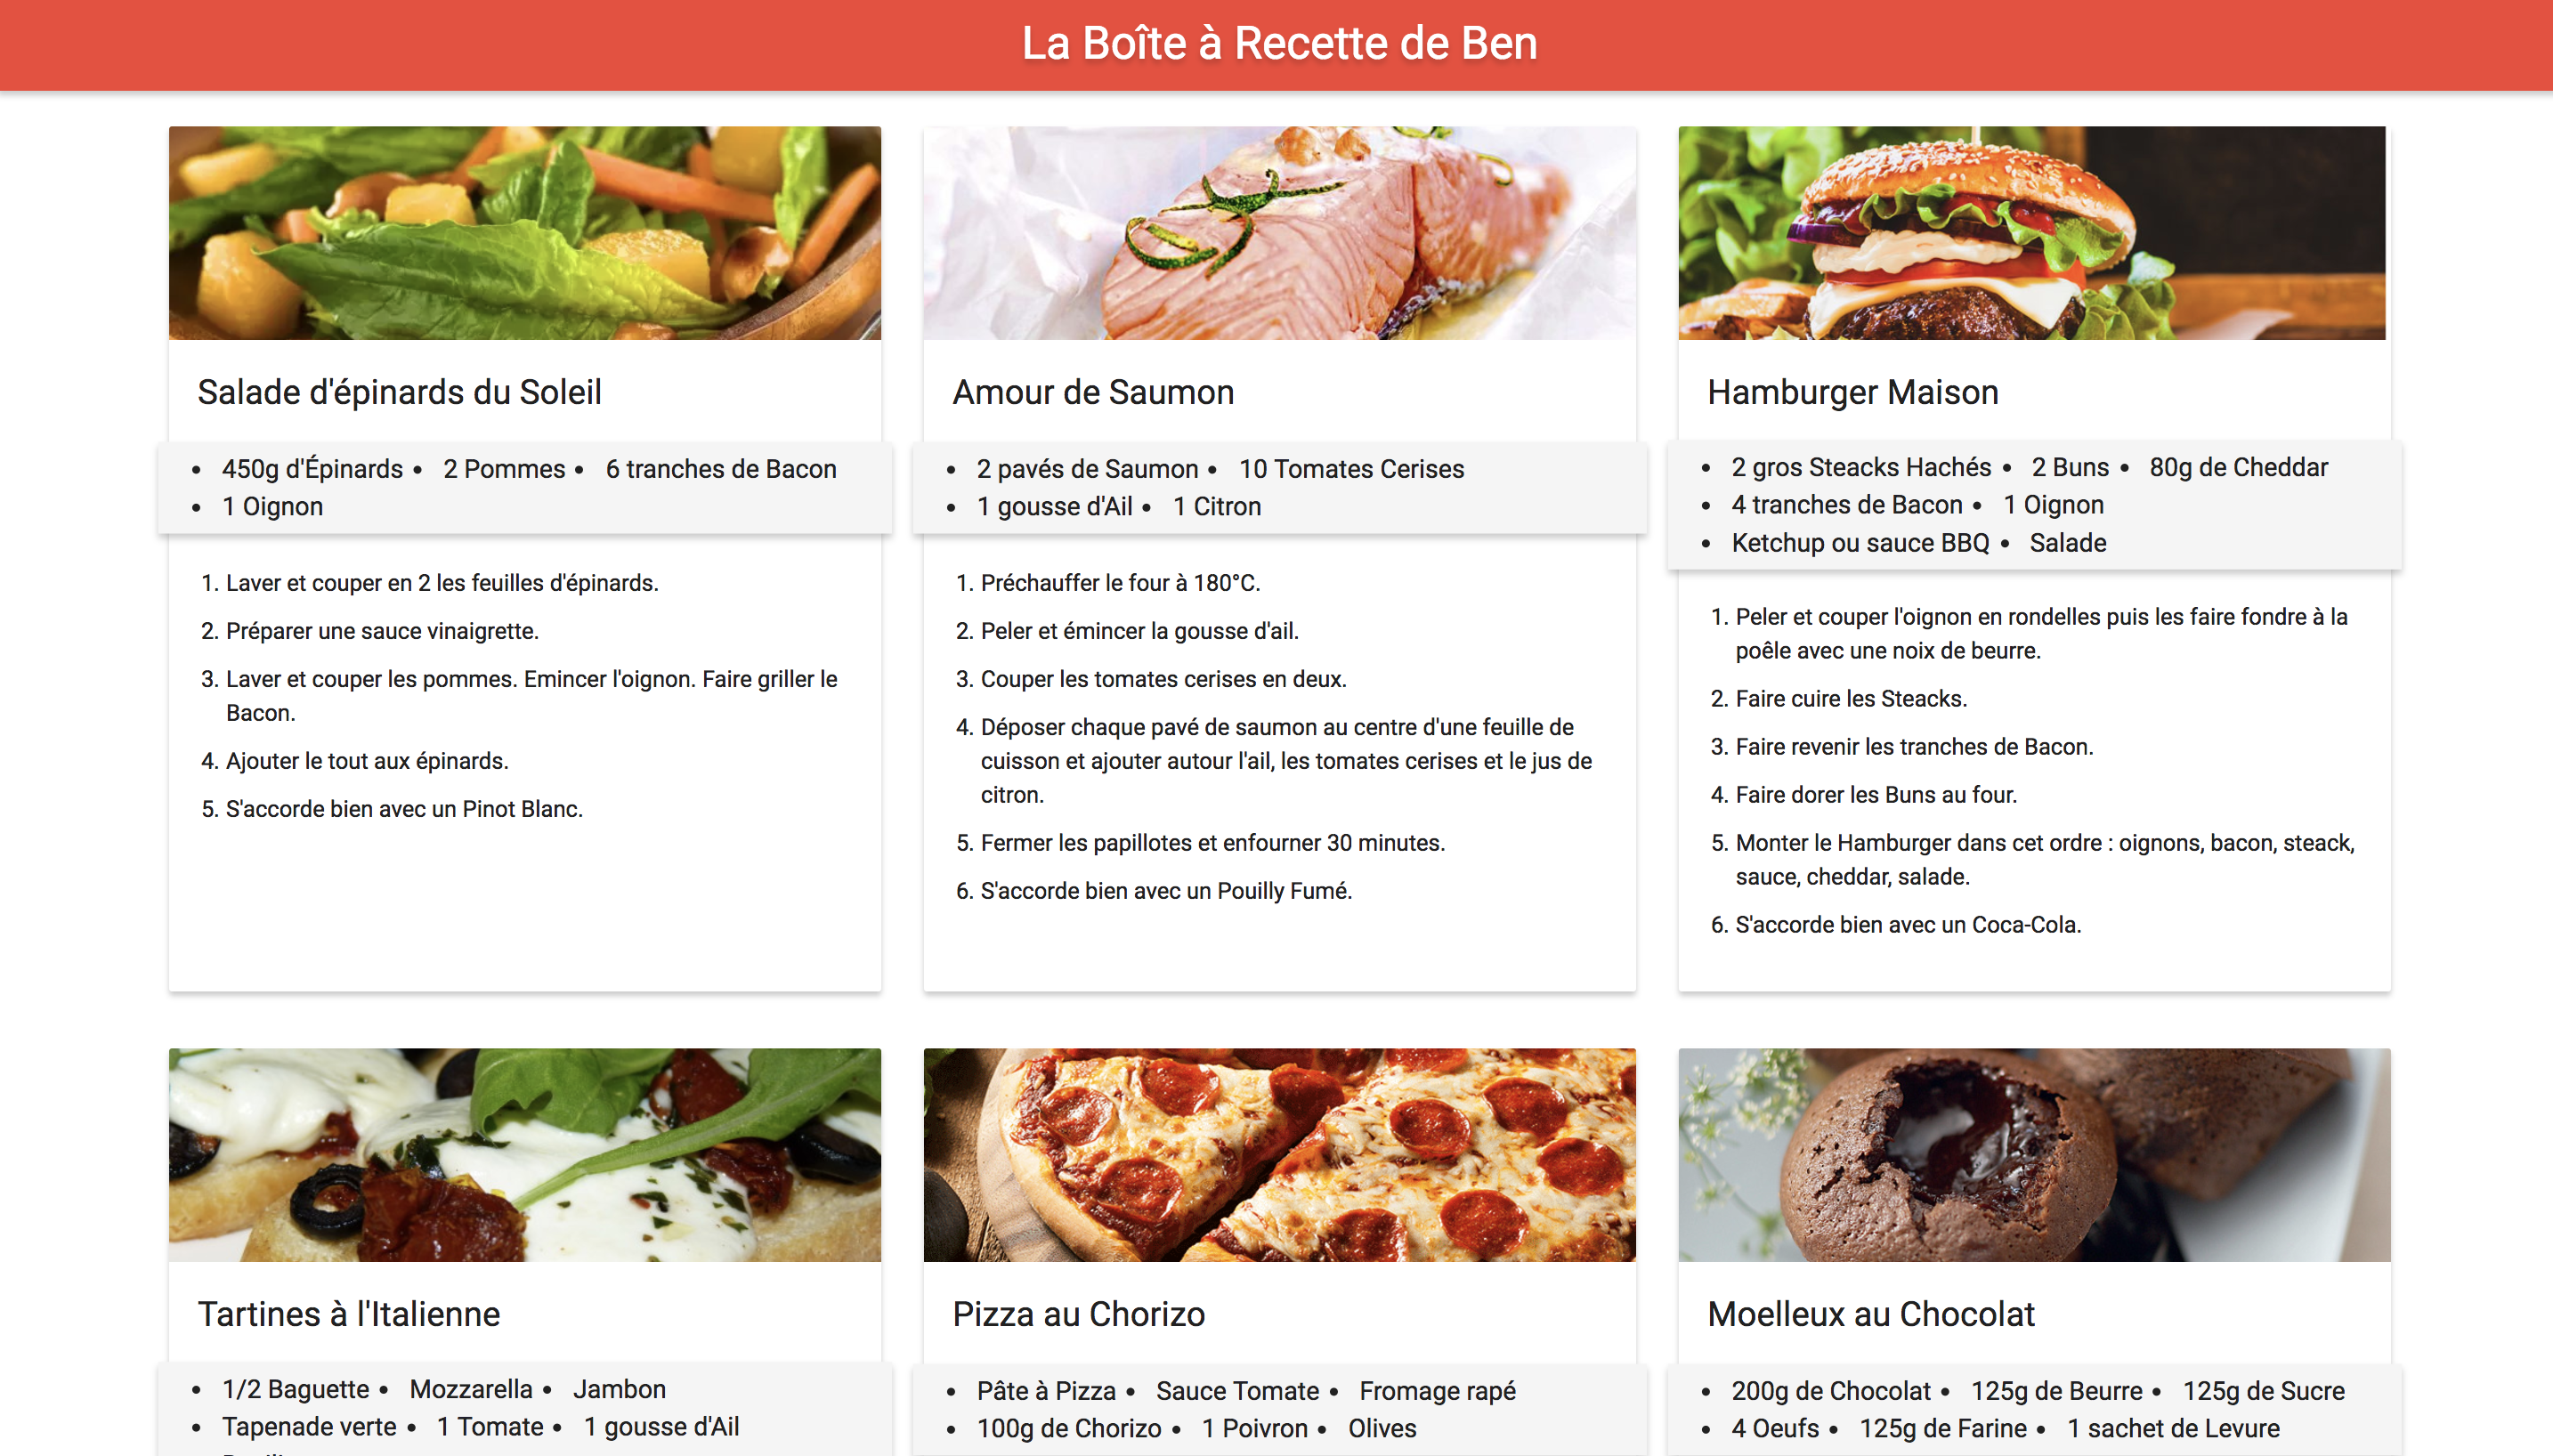 La Boîte à Recette de Ben
Salade d'épinards du Soleil
• 450g d'Épinards • 2 Pommes • 6 tranches de Bacon
• 1 Oignon
1. Laver et couper en 2 les feuilles d'épinards.
2. Préparer une sauce vinaigrette.
3. Laver et couper les pommes. Emincer l'oignon. Faire griller le
Bacon.
4. Ajouter le tout aux épinards.
5. S'accorde bien avec un Pinot Blanc.
Amour de Saumon
• 2 pavés de Saumon • 10 Tomates Cerises
• 1 gousse d'Ail • 1 Citron
1. Préchauffer le four à 180°C.
2. Peler et émincer la gousse d'ail.
3. Couper les tomates cerises en deux.
4. Déposer chaque pavé de saumon au centre d'une feuille de
cuisson et ajouter autour l'ail, les tomates cerises et le jus de
citron.
5. Fermer les papillotes et enfourner 30 minutes.
6. S'accorde bien avec un Pouilly Fumé.
Hamburger Maison
• 2 gros Steacks Hachés • 2 Buns • 80g de Cheddar
• 4 tranches de Bacon • 1 Oignon
• Ketchup ou sauce BBQ • Salade
1. Peler et couper l'oignon en rondelles puis les faire fondre à la
poêle avec une noix de beurre.
2. Faire cuire les Steacks.
3. Faire revenir les tranches de Bacon.
4. Faire dorer les Buns au four.
5. Monter le Hamburger dans cet ordre : oignons, bacon, steack,
sauce, cheddar, salade.
6. S'accorde bien avec un Coca-Cola.
Tartines à l'Italienne
• 1/2 Baguette • Mozzarella • Jambon
• Tapenade verte • 1 Tomate • 1 gousse d'Ail
Pizza au Chorizo
• Pâte à Pizza • Sauce Tomate • Fromage rapé
• 100g de Chorizo • 1 Poivron • Olives
Moelleux au Chocolat
• 200g de Chocolat • 125g de Beurre • 125g de Sucre
• 4 Oeufs • 125g de Farine • 1 sachet de Levure